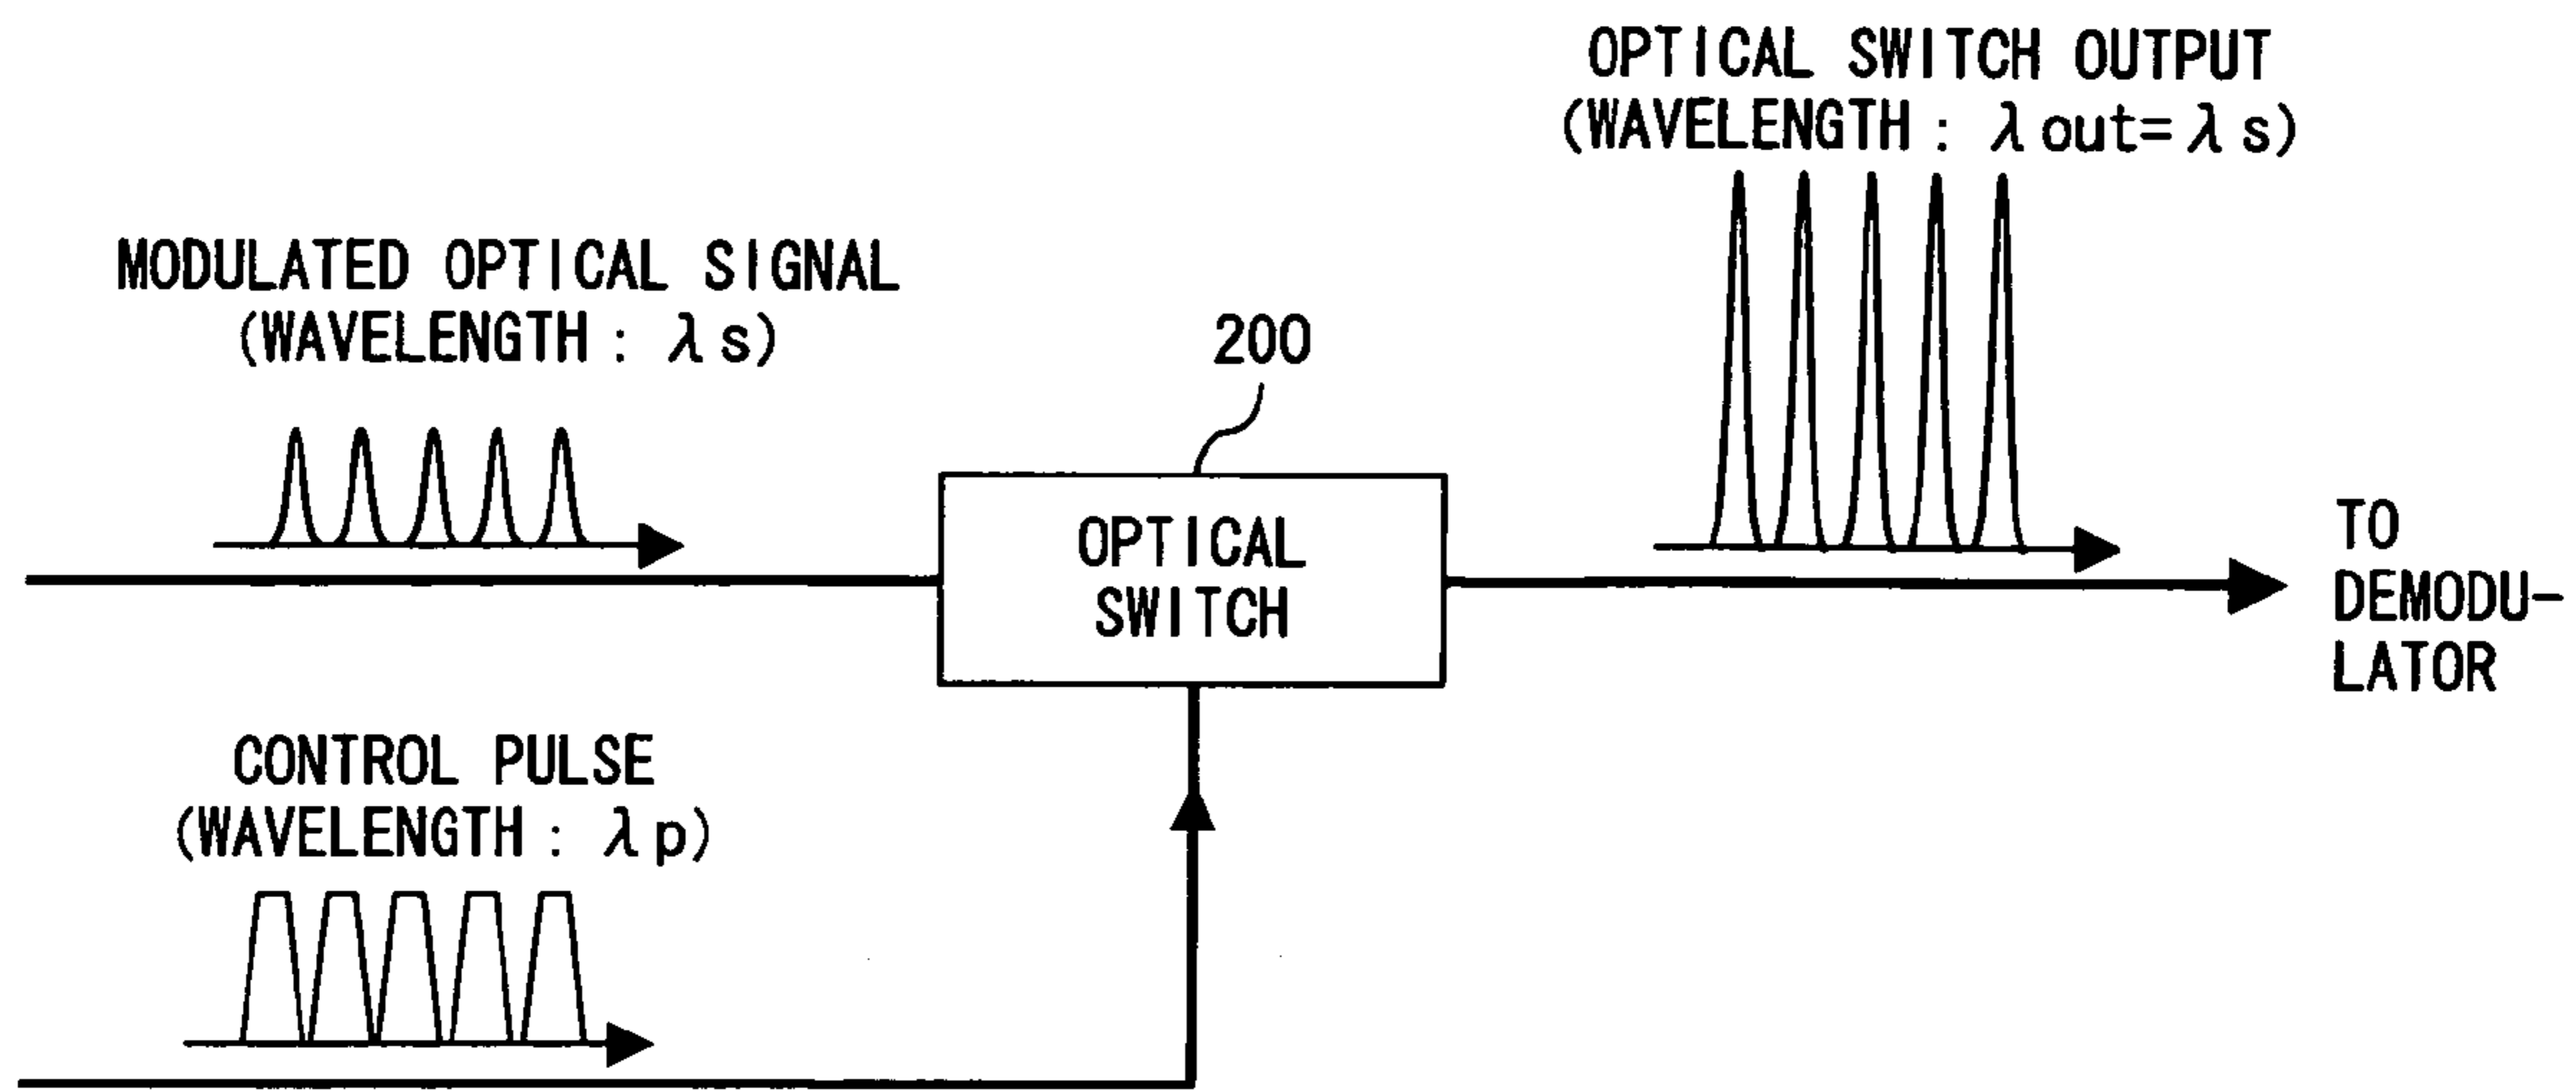 OPTICAL SWITCH OUTPUT
(WAVELENGTH : λout=λs)
MODULATED OPTICAL SIGNAL
(WAVELENGTH : λs)
200
OPTICAL
SWITCH
TO
DEMODU-
LATOR
CONTROL PULSE
(WAVELENGTH : λp)